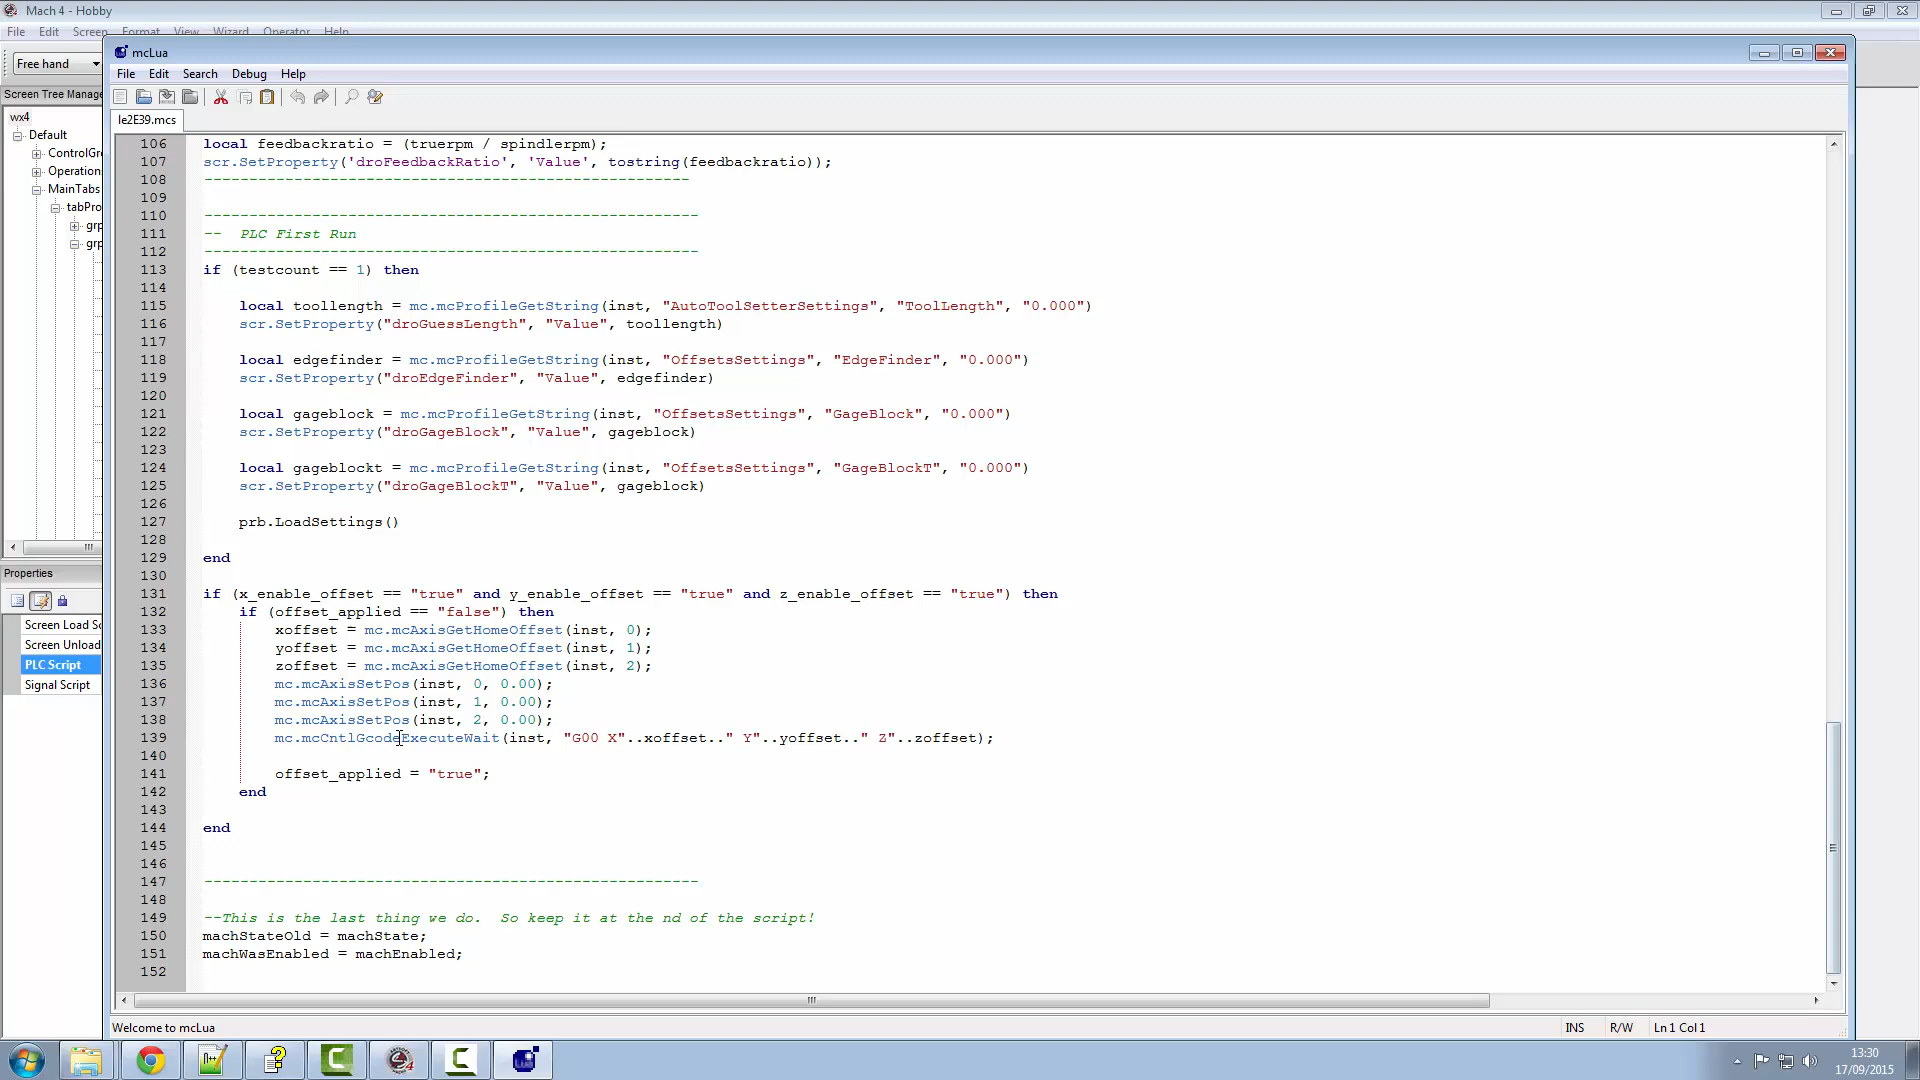 Mach 4 - Hobby
File Edit Screen Format View Wizard Operator Help
mcLua
Free hand
File Edit Search Debug Help
Screen Tree Manage
le2E39.mcs
wx4
Default
ControlGr
Operation
MainTabs
tabPro
grp
grp
106 local feedbackratio = (truerpm / spindlerpm);
107 scr.SetProperty('droFeedbackRatio', 'Value', tostring(feedbackratio));
108 ------------------------------------------------------
109
110 -------------------------------------------------------
111 --  PLC First Run
112 -------------------------------------------------------
113 if (testcount == 1) then
114
115     local toollength = mc.mcProfileGetString(inst, "AutoToolSetterSettings", "ToolLength", "0.000")
116     scr.SetProperty("droGuessLength", "Value", toollength)
117
118     local edgefinder = mc.mcProfileGetString(inst, "OffsetsSettings", "EdgeFinder", "0.000")
119     scr.SetProperty("droEdgeFinder", "Value", edgefinder)
120
121     local gageblock = mc.mcProfileGetString(inst, "OffsetsSettings", "GageBlock", "0.000")
122     scr.SetProperty("droGageBlock", "Value", gageblock)
123
124     local gageblockt = mc.mcProfileGetString(inst, "OffsetsSettings", "GageBlockT", "0.000")
125     scr.SetProperty("droGageBlockT", "Value", gageblock)
126
127     prb.LoadSettings()
128
129 end
130
131 if (x_enable_offset == "true" and y_enable_offset == "true" and z_enable_offset == "true") then
132     if (offset_applied == "false") then
133         xoffset = mc.mcAxisGetHomeOffset(inst, 0);
134         yoffset = mc.mcAxisGetHomeOffset(inst, 1);
135         zoffset = mc.mcAxisGetHomeOffset(inst, 2);
136         mc.mcAxisSetPos(inst, 0, 0.00);
137         mc.mcAxisSetPos(inst, 1, 0.00);
138         mc.mcAxisSetPos(inst, 2, 0.00);
139         mc.mcCntlGcodeExecuteWait(inst, "G00 X"..xoffset.." Y"..yoffset.." Z"..zoffset);
140
141         offset_applied = "true";
142     end
143
144 end
145
146
147 -------------------------------------------------------
148
149 --This is the last thing we do.  So keep it at the nd of the script!
150 machStateOld = machState;
151 machWasEnabled = machEnabled;
152
Properties
Screen Load Sc
Screen Unload
PLC Script
Signal Script
Welcome to mcLua
INS R/W Ln 1 Col 1
13:30
17/09/2015